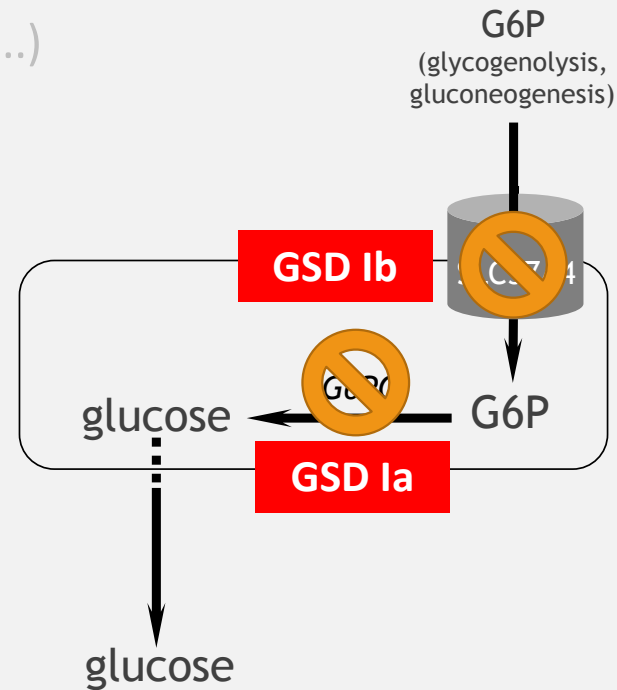 ..)
G6P
(glycogenolysis,
gluconeogenesis)
GSD Ib
glucose
G6P
GSD Ia
glucose